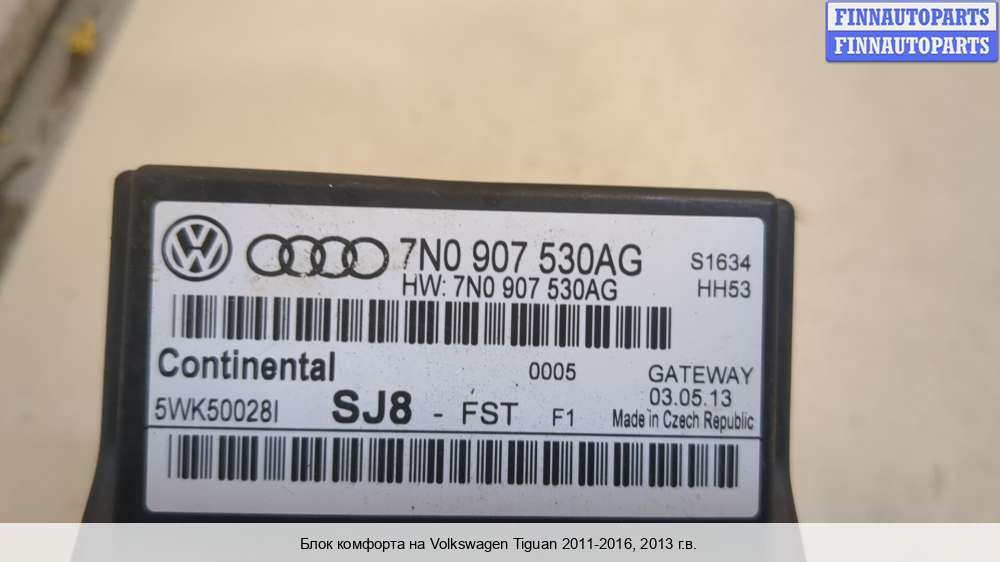 FINNAUTOPARTS
FINNAUTOPARTS
7N0 907 530AG
HW: 7N0 907 530AG
S1634
HH53
Continental
0005
GATEWAY
03.05.13
5WK50028I
SJ8 - FST F1
Made in Czech Republic
Блок комфорта на Volkswagen Tiguan 2011-2016, 2013 г.в.